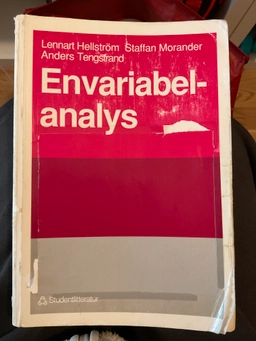 Lennart Hellström Staffan Morander
Anders Tengstrand
Envariabel-
analys
Studentlitteratur